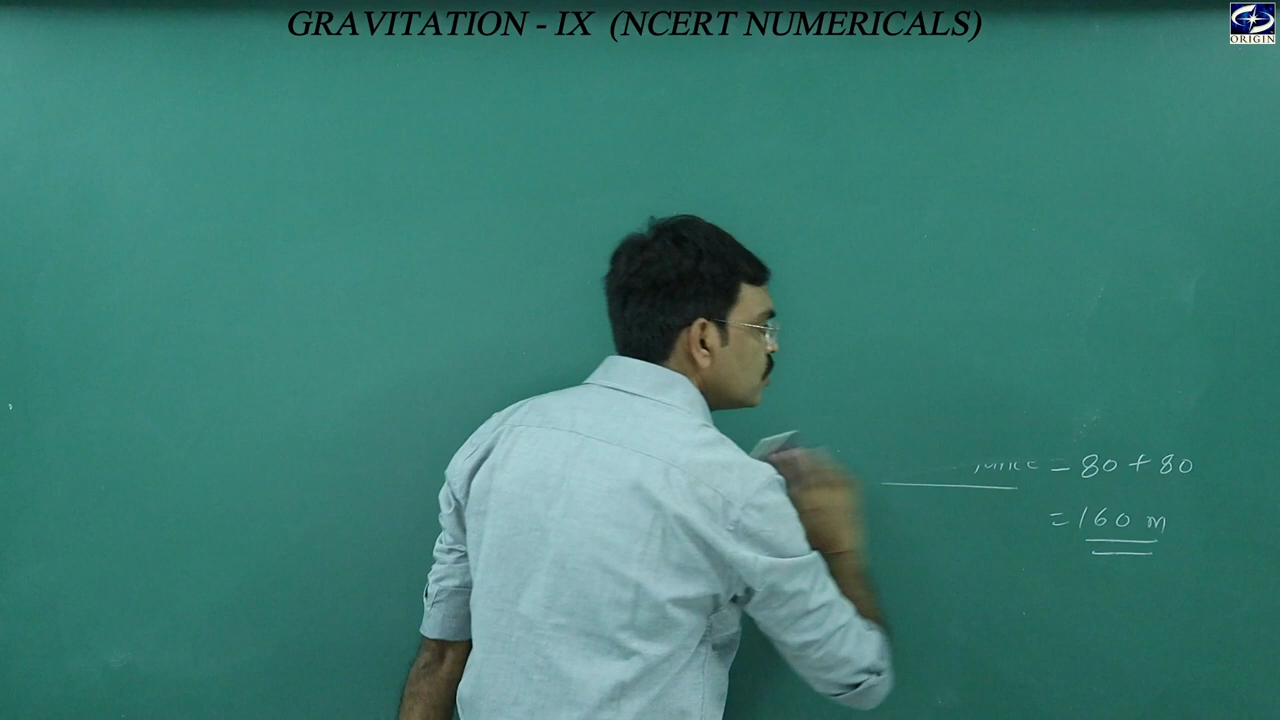 GRAVITATION - IX (NCERT NUMERICALS)
ORIGIN
= 80 + 80
= 160 m